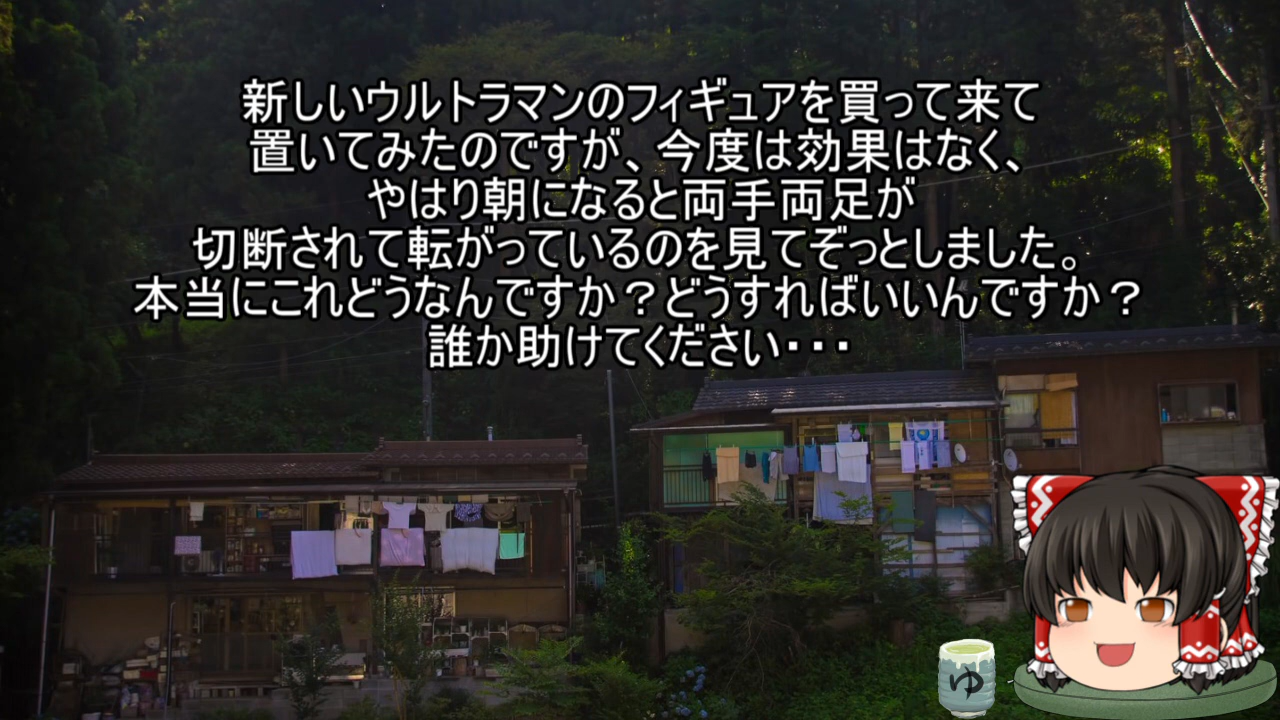 新しいウルトラマンのフィギュアを買って来て
置いてみたのですが、今度は効果はなく、
やはり朝になると両手両足が
切断されて転がっているのを見てぞっとしました。
本当にこれどうなんですか？どうすればいいんですか？
誰か助けてください・・・
ゆ